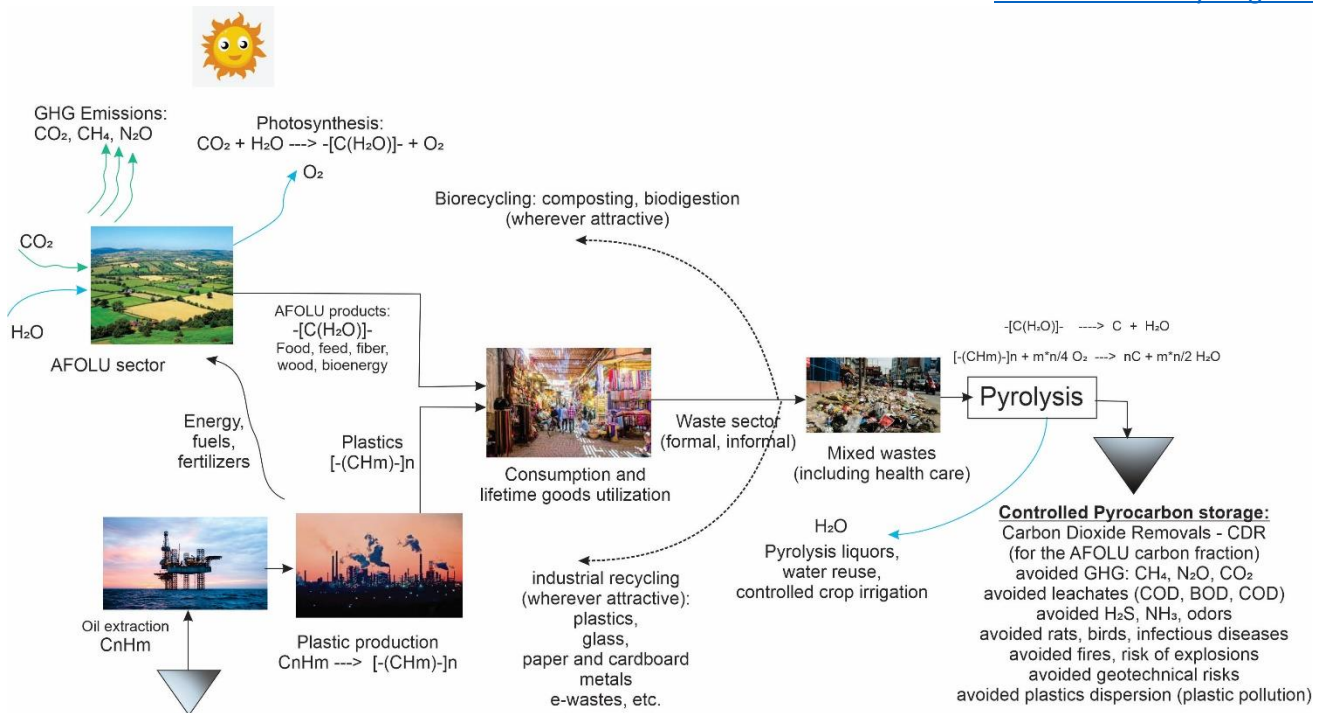 GHG Emissions:
CO₂, CH₄, N₂O
Photosynthesis:
CO₂ + H₂O ---> -[C(H₂O)]- + O₂
O₂
CO₂
H₂O
AFOLU sector
Biorecycling: composting, biodigestion
(wherever attractive)
AFOLU products:
-[C(H₂O)]-
Food, feed, fiber,
wood, bioenergy
Energy,
fuels,
fertilizers
Plastics
[-(CHm)-]n
Consumption and
lifetime goods utilization
Waste sector
(formal, informal)
Mixed wastes
(including health care)
-[C(H₂O)]- ----> C + H₂O
[-(CHm)-]n + m*n/4 O₂ ---> nC + m*n/2 H₂O
Pyrolysis
Oil extraction
CnHm
Plastic production
CnHm ---> [-(CHm)-]n
industrial recycling
(wherever attractive):
plastics,
glass,
paper and cardboard
metals
e-wastes, etc.
H₂O
Pyrolysis liquors,
water reuse,
controlled crop irrigation
Controlled Pyrocarbon storage:
Carbon Dioxide Removals - CDR
(for the AFOLU carbon fraction)
avoided GHG: CH₄, N₂O, CO₂
avoided leachates (COD, BOD, COD)
avoided H₂S, NH₃, odors
avoided rats, birds, infectious diseases
avoided fires, risk of explosions
avoided geotechnical risks
avoided plastics dispersion (plastic pollution)